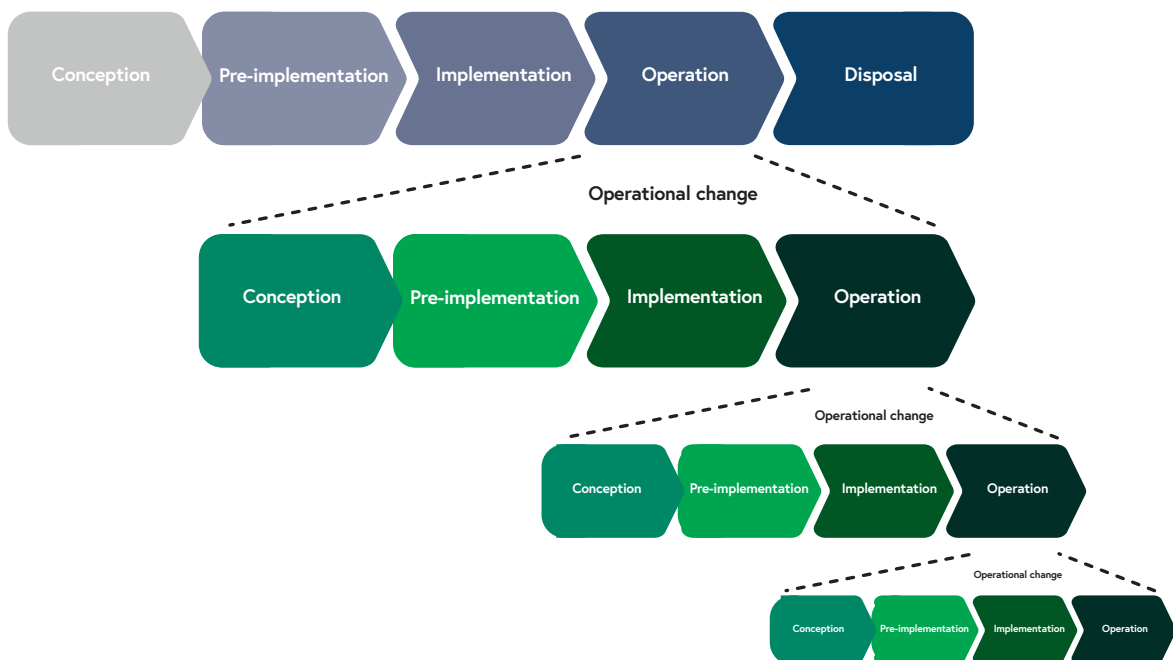 Conception
Pre-implementation
Implementation
Operation
Disposal
Operational change
Conception
Pre-implementation
Implementation
Operation
Operational change
Conception
Pre-implementation
Implementation
Operation
Operational change
Conception
Pre-implementation
Implementation
Operation